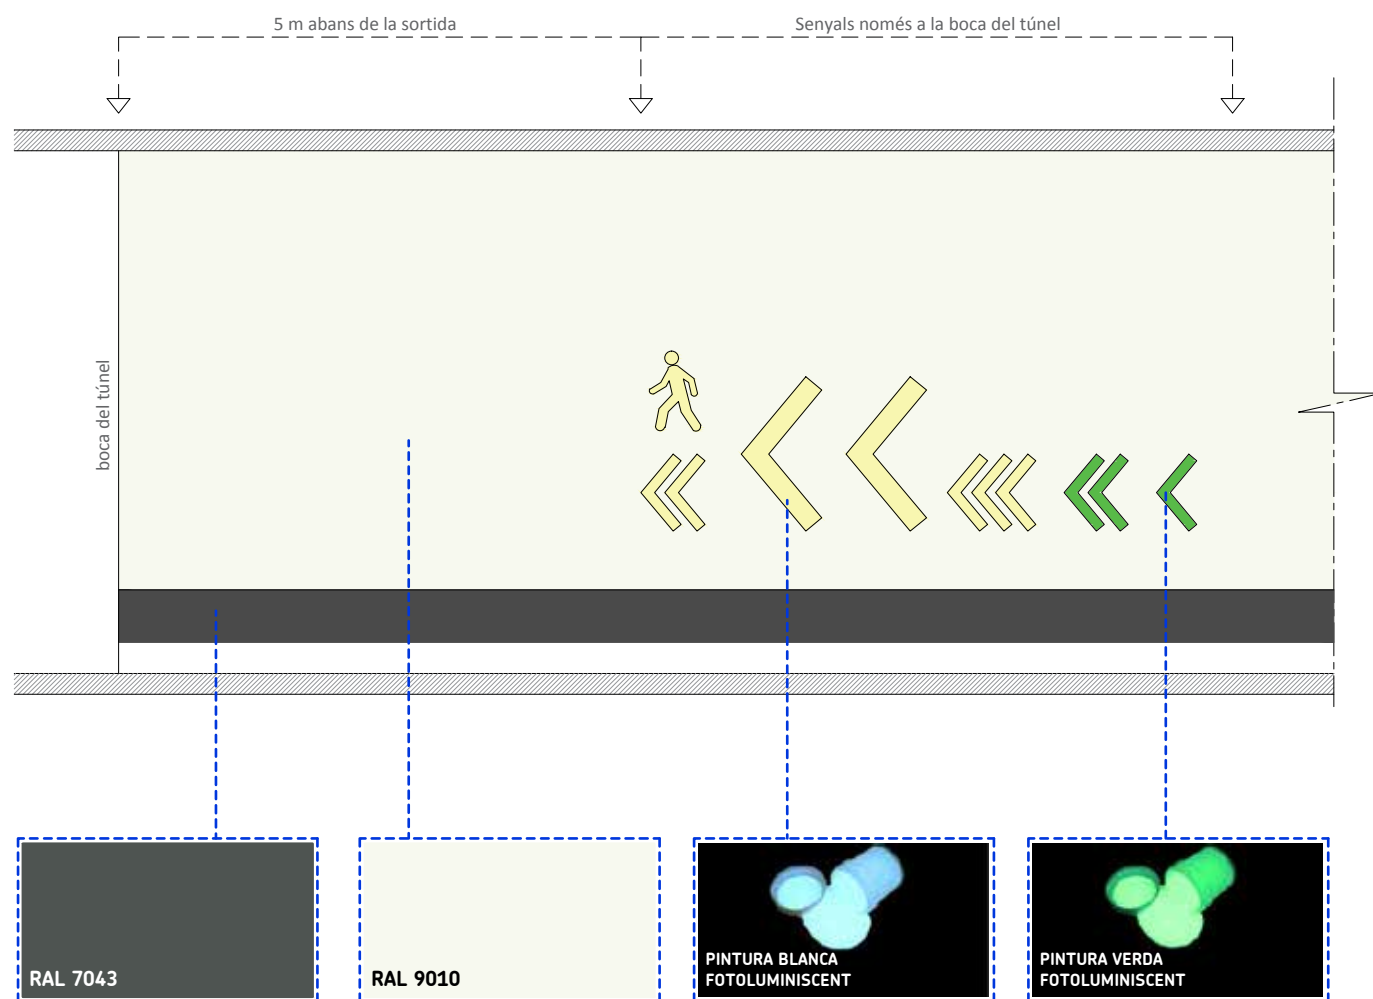 5 m abans de la sortida
Senyals només a la boca del túnel
boca del túnel
RAL 7043
RAL 9010
PINTURA BLANCA
FOTOLUMINISCENT
PINTURA VERDA
FOTOLUMINISCENT